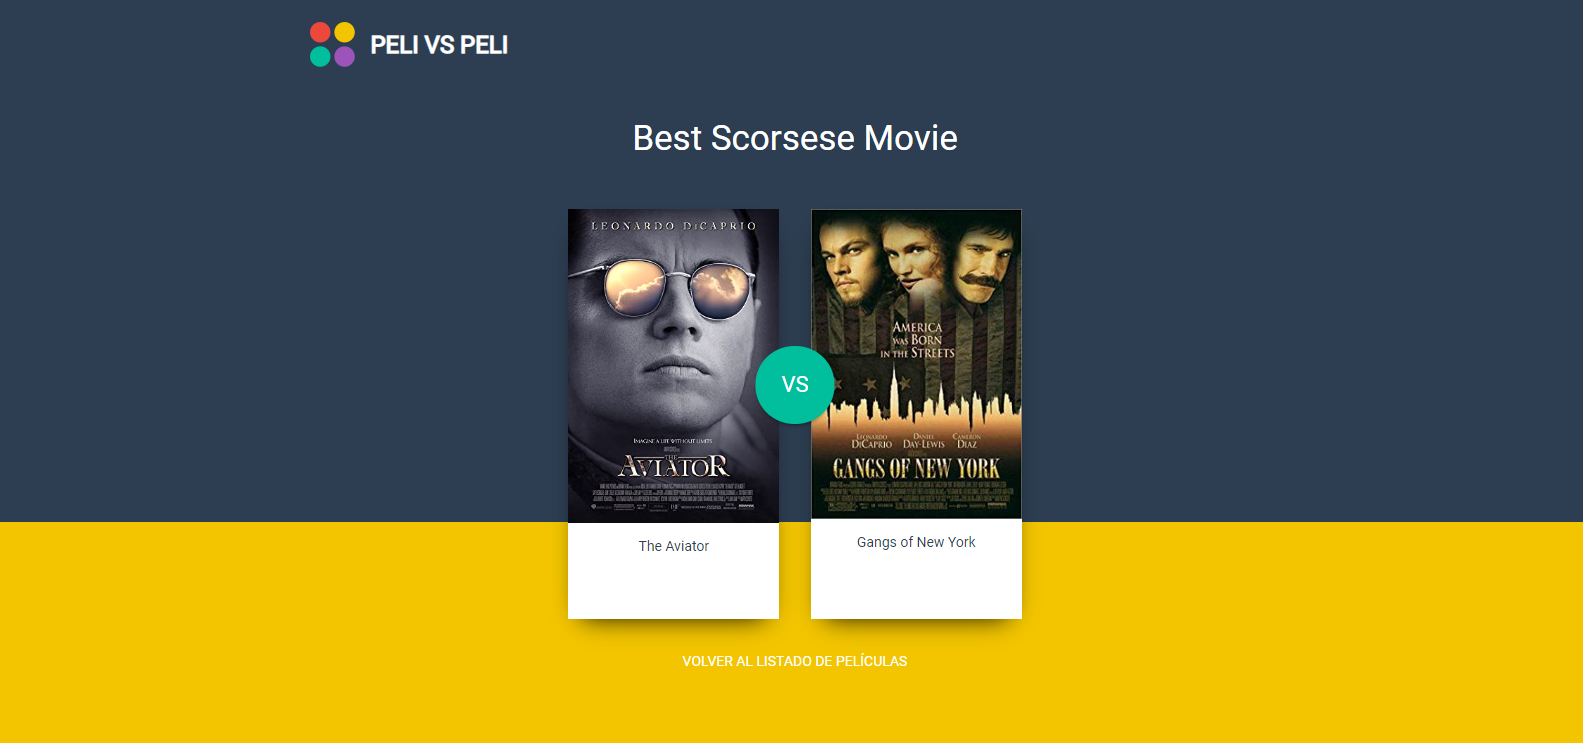 PELI VS PELI
Best Scorsese Movie
LEONARDO DICAPRIO
IMAGINE A LIFE WITHOUT LIMITS
THE
AVIATOR
VS
AMERICA
WAS BORN
IN THE STREETS
LEONARDO DICAPRIO
DANIEL DAY-LEWIS
CAMERON DIAZ
GANGS OF NEW YORK
The Aviator
Gangs of New York
VOLVER AL LISTADO DE PELÍCULAS